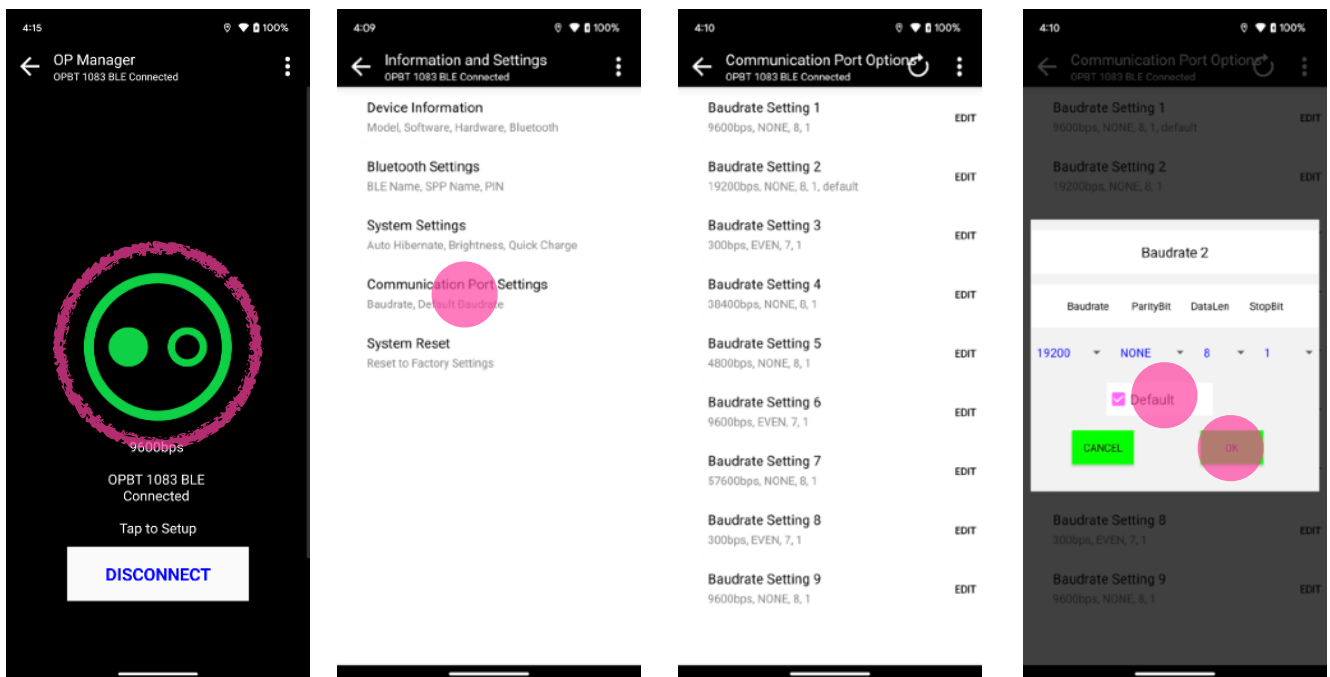 4:15
100%
OP Manager
OPBT 1083 BLE Connected
9600bps
OPBT 1083 BLE
Connected
Tap to Setup
DISCONNECT
4:09
100%
Information and Settings
OPBT 1083 BLE Connected
Device Information
Model, Software, Hardware, Bluetooth
Bluetooth Settings
BLE Name, SPP Name, PIN
System Settings
Auto Hibernate, Brightness, Quick Charge
Communication Port Settings
Baudrate, Default Baudrate
System Reset
Reset to Factory Settings
4:10
100%
Communication Port Options
OPBT 1083 BLE Connected
Baudrate Setting 1
9600bps, NONE, 8, 1
EDIT
Baudrate Setting 2
19200bps, NONE, 8, 1, default
EDIT
Baudrate Setting 3
300bps, EVEN, 7, 1
EDIT
Baudrate Setting 4
38400bps, NONE, 8, 1
EDIT
Baudrate Setting 5
4800bps, NONE, 8, 1
EDIT
Baudrate Setting 6
9600bps, EVEN, 7, 1
EDIT
Baudrate Setting 7
57600bps, NONE, 8, 1
EDIT
Baudrate Setting 8
300bps, EVEN, 7, 1
EDIT
Baudrate Setting 9
9600bps, NONE, 8, 1
EDIT
4:10
100%
Communication Port Options
OPBT 1083 BLE Connected
Baudrate Setting 1
9600bps, NONE, 8, 1, default
EDIT
Baudrate Setting 2
19200bps, NONE, 8, 1
EDIT
Baudrate 2
Baudrate ParityBit DataLen StopBit
19200 NONE 8 1
Default
CANCEL OK
Baudrate Setting 8
300bps, EVEN, 7, 1
EDIT
Baudrate Setting 9
9600bps, NONE, 8, 1
EDIT